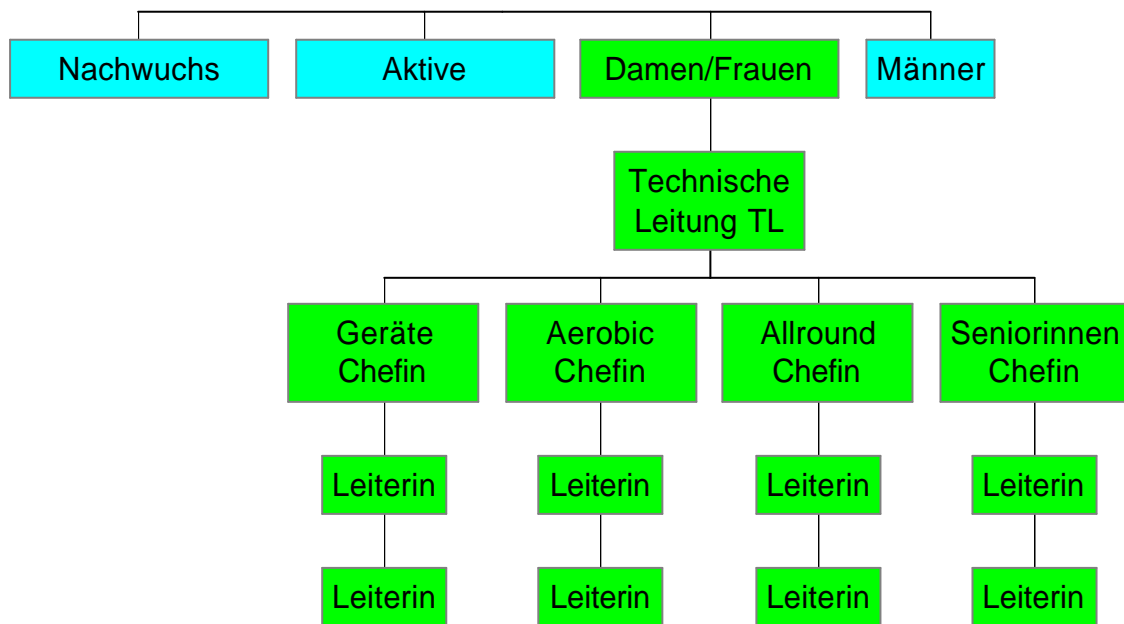 Nachwuchs
Aktive
Damen/Frauen
Männer
Technische
Leitung TL
Geräte
Chefin
Aerobic
Chefin
Allround
Chefin
Seniorinnen
Chefin
Leiterin
Leiterin
Leiterin
Leiterin
Leiterin
Leiterin
Leiterin
Leiterin